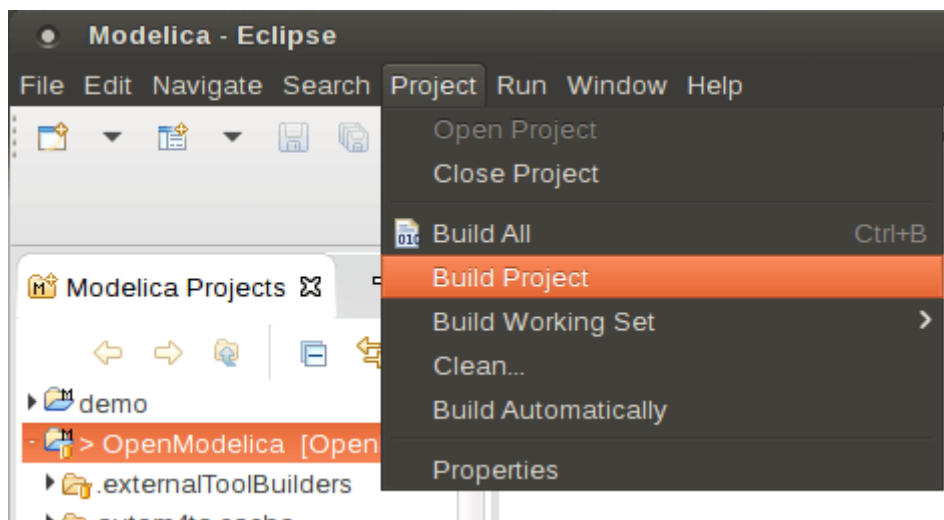 Modelica - Eclipse
File Edit Navigate Search Project Run Window Help
Open Project
Close Project
Build All Ctrl+B
Build Project
Build Working Set
Clean...
Build Automatically
Properties
Modelica Projects
demo
> OpenModelica [Open
.externalToolBuilders